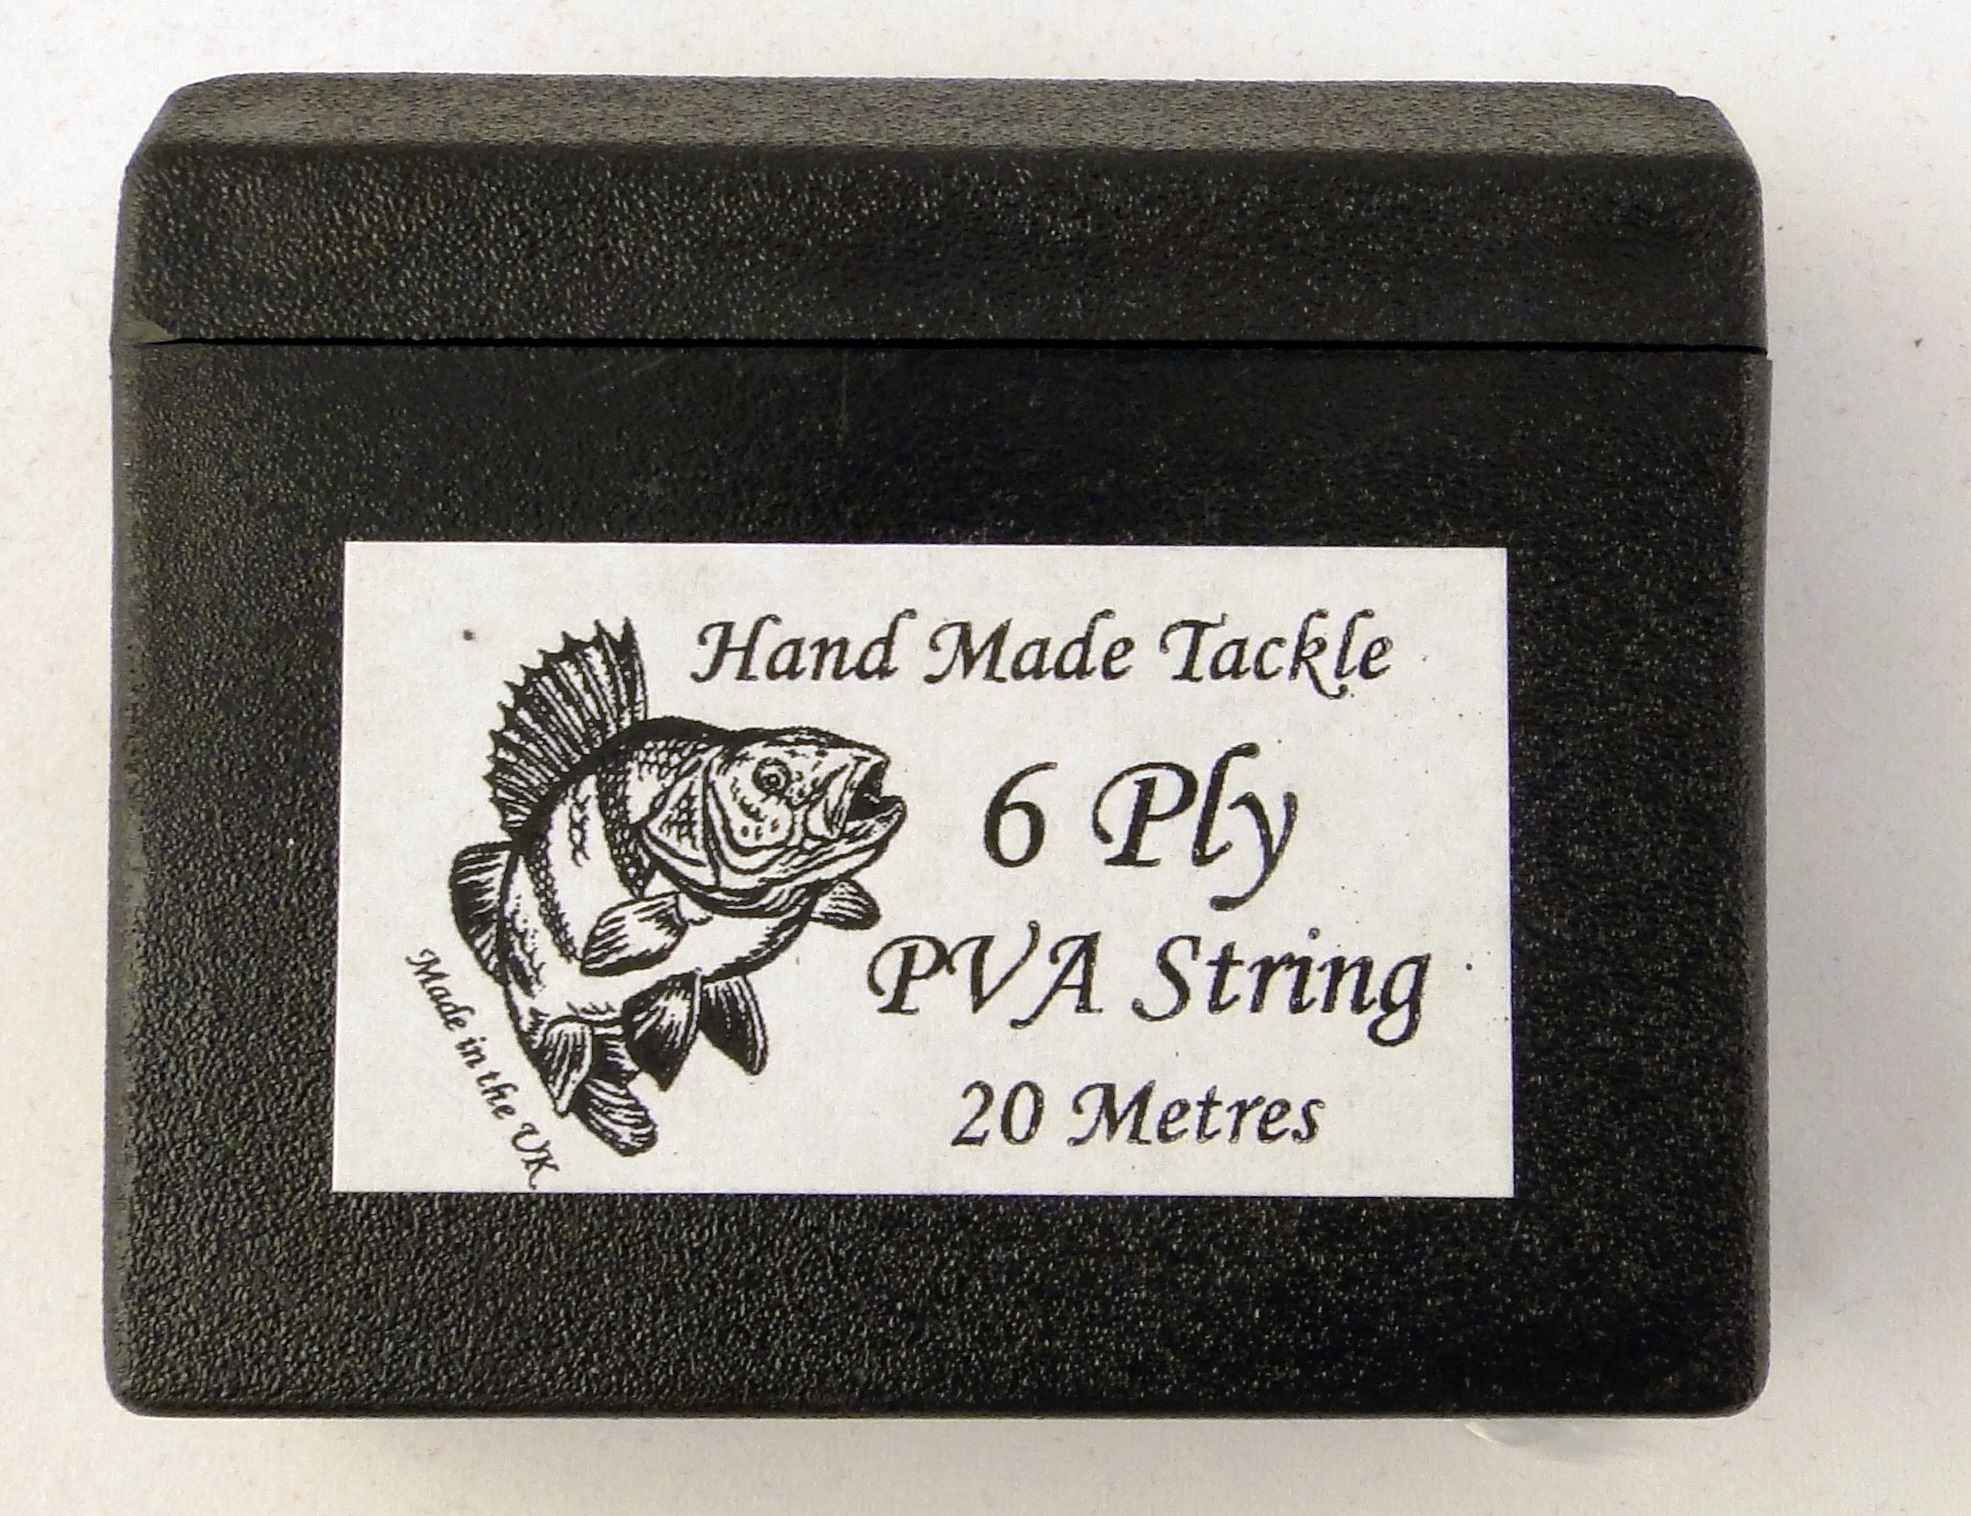 Hand Made Tackle
6 Ply
PVA String
20 Metres
Made in the UK